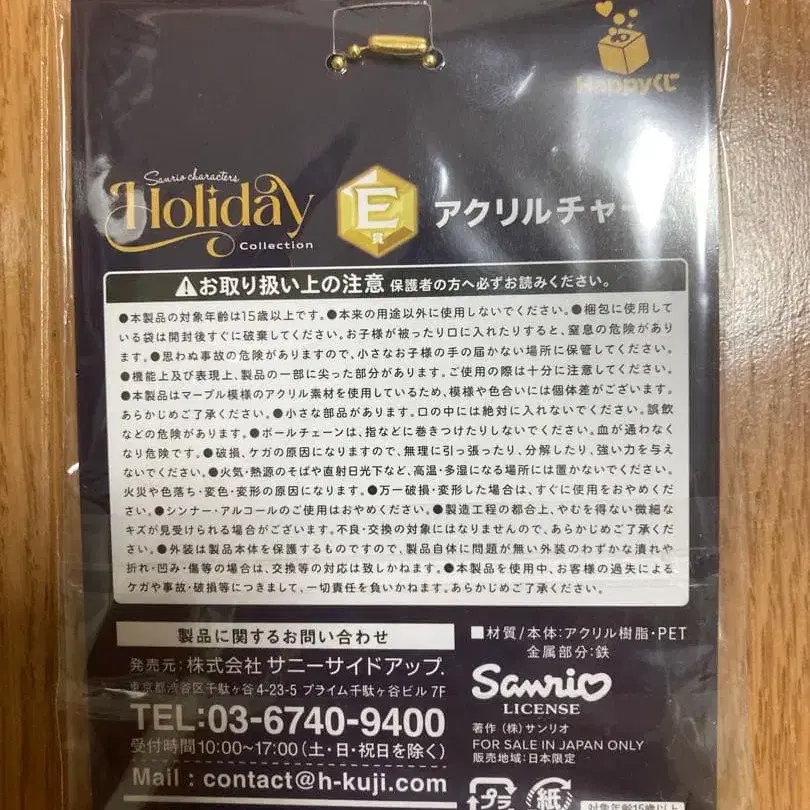 Happyくじ
Sanrio characters
Holiday
Collection
E
賞
アクリルチャー
お取り扱い上の注意 保護者の方へ必ずお読みください。
●本製品の対象年齢は15歳以上です。●本来の用途以外に使用しないでください。●梱包に使用して
いる袋は開封後すぐに破棄してください。お子様が被ったり口に入れたりすると、窒息の危険があり
ます。●思わぬ事故の危険がありますので、小さなお子様の手の届かない場所に保管してください。
●機能上及び表現上、製品の一部に尖った部分があります。ご使用の際は十分に注意してください。
●本製品はマーブル模様のアクリル素材を使用しているため、模様や色合いには個体差がございます。
あらかじめご了承ください。●小さな部品があります。口の中には絶対に入れないでください。誤飲
などの危険があります。●ボールチェーンは、指などに巻きつけたりしないでください。血が通わなく
なり危険です。●破損、ケガの原因になりますので、無理に引っ張ったり、分解したり、強い力を与え
ないでください。●火気・熱源のそばや直射日光下など、高温・多湿になる場所には置かないでください。
火災や色落ち・変色・変形の原因になります。●万一破損・変形した場合は、すぐに使用をおやめくださ
い。●シンナー・アルコールのご使用はおやめください。●製造工程の都合上、やむを得ない微細な
キズが見受けられる場合がございます。不良・交換の対象にはなりませんので、あらかじめご了承くだ
さい。●外装は製品本体を保護するものですので、製品自体に問題が無い外装のわずかな潰れや
折れ・凹み・傷等の場合は、交換等の対応は致しかねます。●本製品を使用中、お客様の過失による
ケガや事故・破損等につきまして、一切責任を負いかねます。あらかじめご了承ください。
製品に関するお問い合わせ
発売元：株式会社 サニーサイドアップ
東京都渋谷区千駄ヶ谷 4-23-5 プライム千駄ヶ谷ビル 7F
TEL:03-6740-9400
受付時間10:00~17:00(土・日・祝日を除く)
Mail : contact@h-kuji.com
■材質/本体：アクリル樹脂・PET
金属部分：鉄
Sanrio
LICENSE
著作 (株)サンリオ
FOR SALE IN JAPAN ONLY
販売地域：日本限定
プラ
紙
対象年齢15歳以上